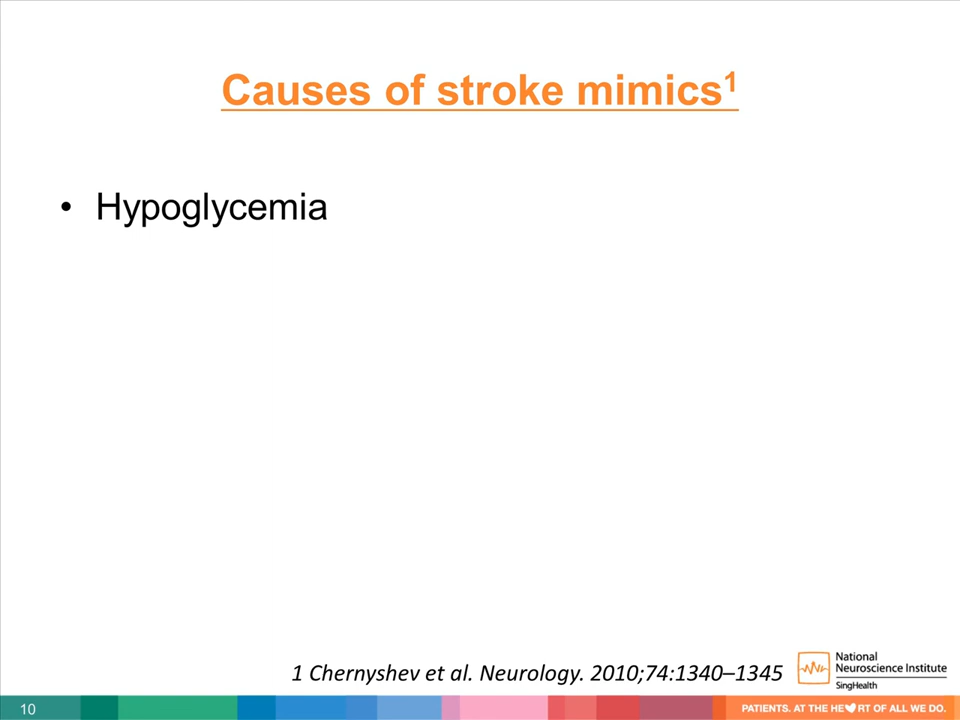 Causes of stroke mimics¹
• Hypoglycemia
1 Chernyshev et al. Neurology. 2010;74:1340–1345
National
Neuroscience Institute
SingHealth
10
PATIENTS. AT THE HE♥RT OF ALL WE DO.